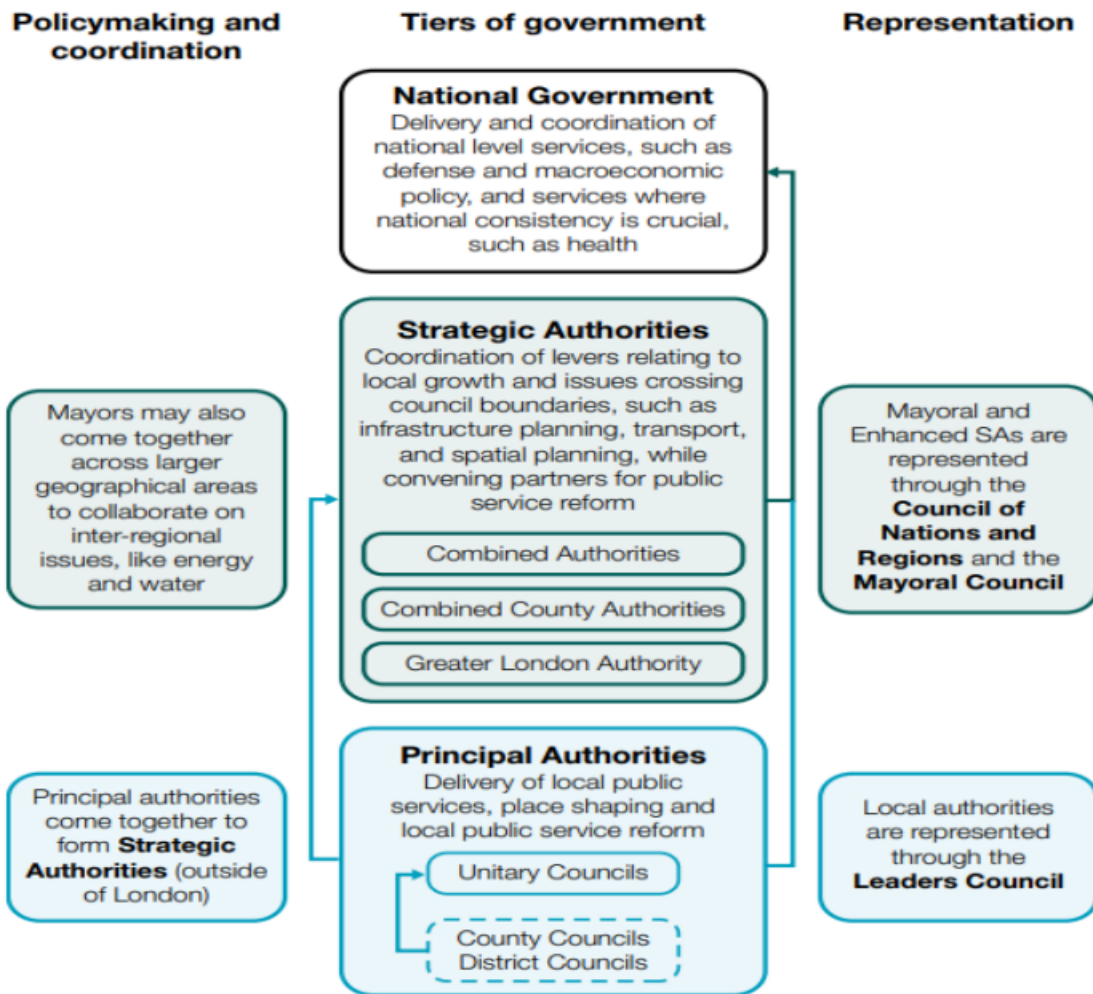 Policymaking and
coordination
Tiers of government
Representation
National Government
Delivery and coordination of
national level services, such as
defense and macroeconomic
policy, and services where
national consistency is crucial,
such as health
Mayors may also
come together
across larger
geographical areas
to collaborate on
inter-regional
issues, like energy
and water
Strategic Authorities
Coordination of levers relating to
local growth and issues crossing
council boundaries, such as
infrastructure planning, transport,
and spatial planning, while
convening partners for public
service reform
Combined Authorities
Combined County Authorities
Greater London Authority
Mayoral and
Enhanced SAs are
represented
through the
Council of
Nations and
Regions and the
Mayoral Council
Principal authorities
come together to
form Strategic
Authorities (outside
of London)
Principal Authorities
Delivery of local public
services, place shaping and
local public service reform
Unitary Councils
County Councils
District Councils
Local authorities
are represented
through the
Leaders Council